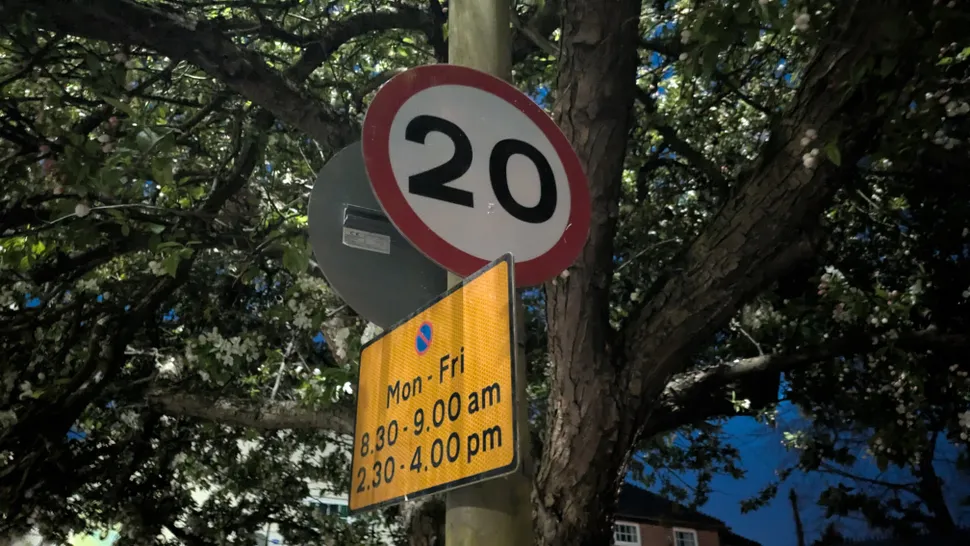 20
Mon - Fri
8.30 - 9.00 am
2.30 - 4.00 pm